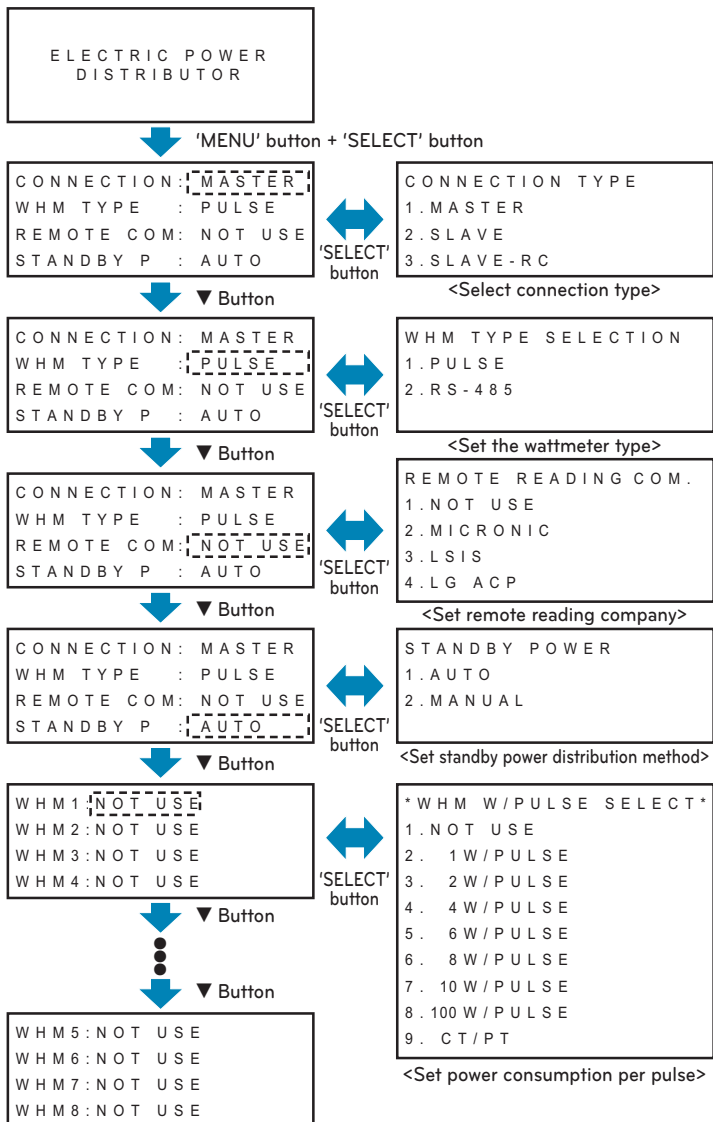 ELECTRIC POWER
DISTRIBUTOR
'MENU' button + 'SELECT' button
CONNECTION: MASTER
WHM TYPE : PULSE
REMOTE COM: NOT USE
STANDBY P : AUTO
'SELECT'
button
CONNECTION TYPE
1.MASTER
2.SLAVE
3.SLAVE-RC
<Select connection type>
▼ Button
CONNECTION: MASTER
WHM TYPE : PULSE
REMOTE COM: NOT USE
STANDBY P : AUTO
'SELECT'
button
WHM TYPE SELECTION
1.PULSE
2.RS-485
<Set the wattmeter type>
▼ Button
CONNECTION: MASTER
WHM TYPE : PULSE
REMOTE COM: NOT USE
STANDBY P : AUTO
'SELECT'
button
REMOTE READING COM.
1.NOT USE
2.MICRONIC
3.LSIS
4.LG ACP
<Set remote reading company>
▼ Button
CONNECTION: MASTER
WHM TYPE : PULSE
REMOTE COM: NOT USE
STANDBY P : AUTO
'SELECT'
button
STANDBY POWER
1.AUTO
2.MANUAL
<Set standby power distribution method>
▼ Button
WHM1:NOT USE
WHM2:NOT USE
WHM3:NOT USE
WHM4:NOT USE
'SELECT'
button
*WHM W/PULSE SELECT*
1.NOT USE
2. 1W/PULSE
3. 2W/PULSE
4. 4W/PULSE
5. 6W/PULSE
6. 8W/PULSE
7. 10W/PULSE
8.100W/PULSE
9. CT/PT
<Set power consumption per pulse>
▼ Button
▼ Button
WHM5:NOT USE
WHM6:NOT USE
WHM7:NOT USE
WHM8:NOT USE